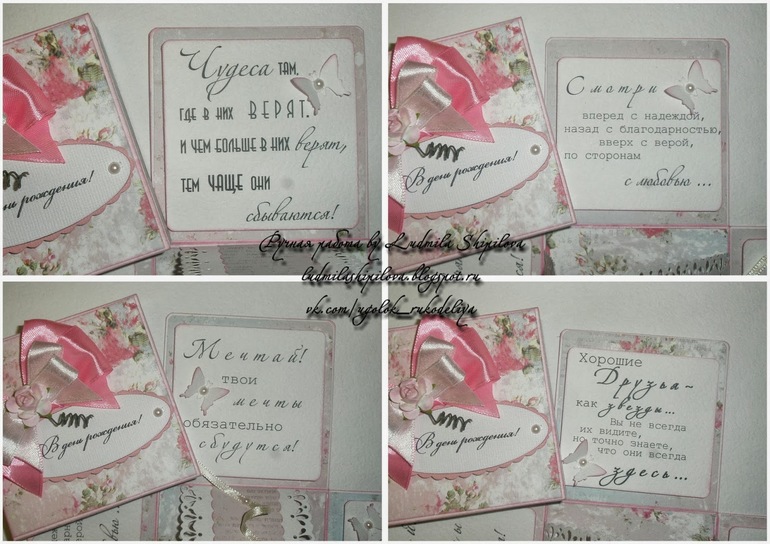 Чудеса там,
где в них верят.
и чем больше в них верят,
тем чаще они
сбываются!
рождения!
Смотри
вперед с надеждой,
назад с благодарностью,
вверх с верой,
по сторонам
с любовью ...
В день рождения!
Ручная работа by Ludmila Shipilova
ludmilashipilova.blogspot.ru
vk.com/ugolok_rukodeliya
Мечтай!
твои
мечты
обязательно
сбудутся!
В день рождения!
Хорошие
Друзья-
как звезды...
Вы не всегда
их видите,
но точно знаете,
что они всегда
здесь...
В день рождения!